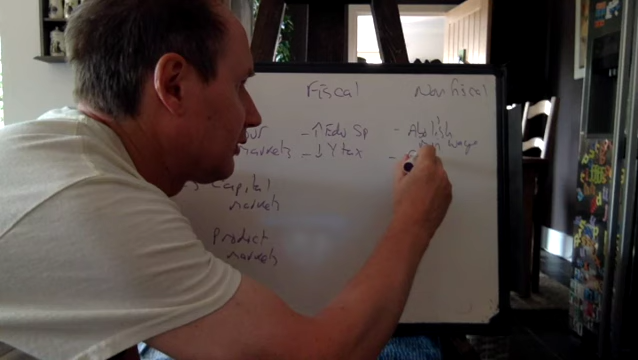 Fiscal Non Fiscal
our - ↑ Edu Sp - Abolish
markets - ↓ Y tax min wage
Capital
markets
Product
markets